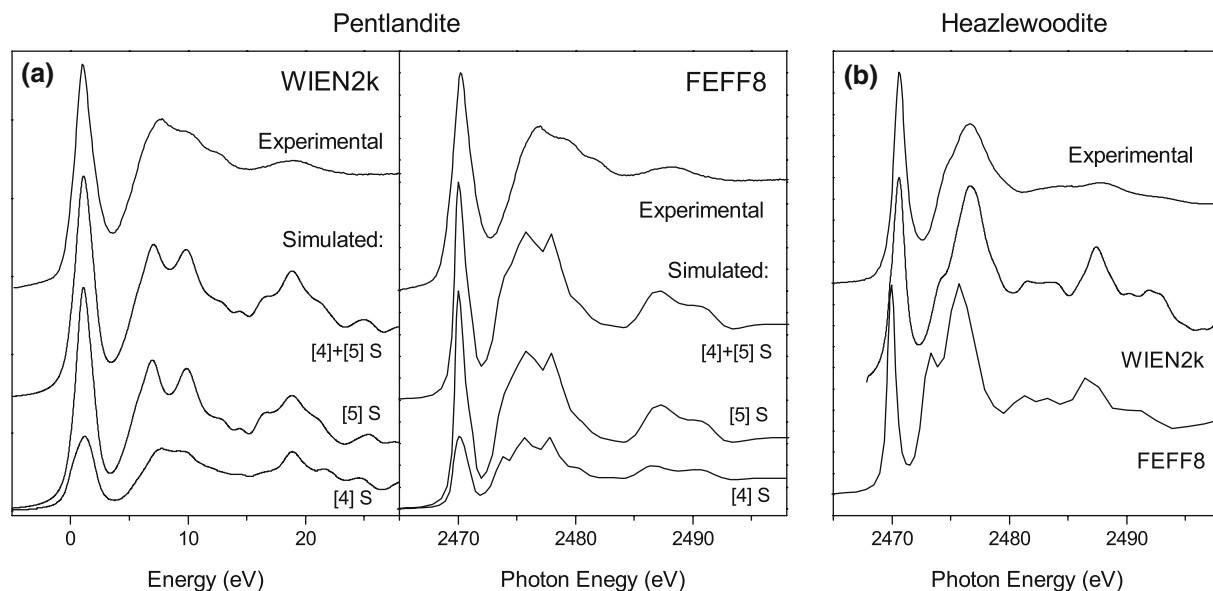 Pentlandite
Heazlewoodite
(a)
WIEN2k
Experimental
Simulated:
[4]+[5] S
[5] S
[4] S
0
10
20
Energy (eV)
FEFF8
Experimental
Simulated:
[4]+[5] S
[5] S
[4] S
2470
2480
2490
Photon Enegy (eV)
(b)
Experimental
WIEN2k
FEFF8
2470
2480
2490
Photon Energy (eV)